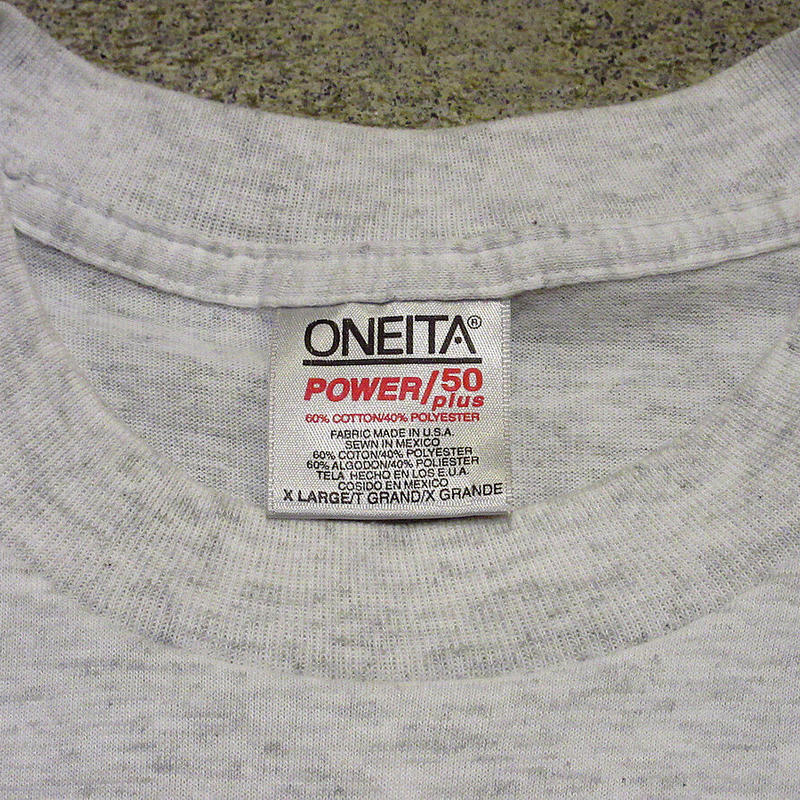 ONEITA®
POWER/50
plus
60% COTTON/40% POLYESTER
FABRIC MADE IN U.S.A.
SEWN IN MEXICO
60% COTON/40% POLYESTER
60% ALGODON/40% POLIESTER
TELA HECHO EN LOS E.U.A.
COSIDO EN MEXICO
X LARGE/T GRAND/X GRANDE